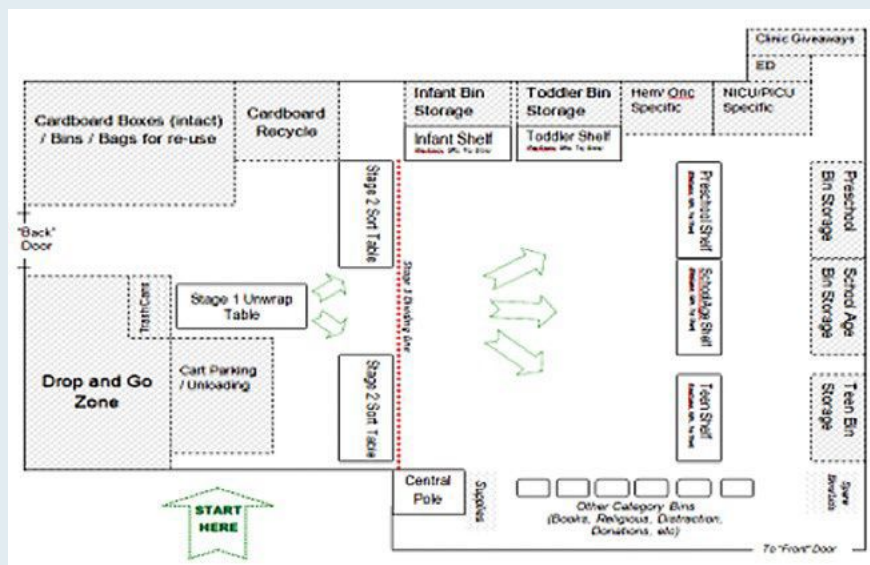 Clinic Giveaways
ED
Cardboard Boxes (intact)
/ Bins / Bags for re-use
Cardboard
Recycle
Infant Bin
Storage
Toddler Bin
Storage
Hem/ Onc
Specific
NICU/PICU
Specific
Infant Shelf
Toddler Shelf
Stage 2 Sort Table
Stage 3 Dividing Line
Preschool Shelf
Preschool
Bin Storage
"Back"
Door
Stage 1 Unwrap
Table
SchoolAge Shelf
School Age
Bin Storage
Drop and Go
Zone
Cart Parking
/ Unloading
Stage 2 Sort Table
Teen Shelf
Teen Bin
Storage
START
HERE
Central
Pole
Supplies
Other Category Bins
(Books, Religious, Distraction,
Donations, etc)
Spare
To "Front" Door